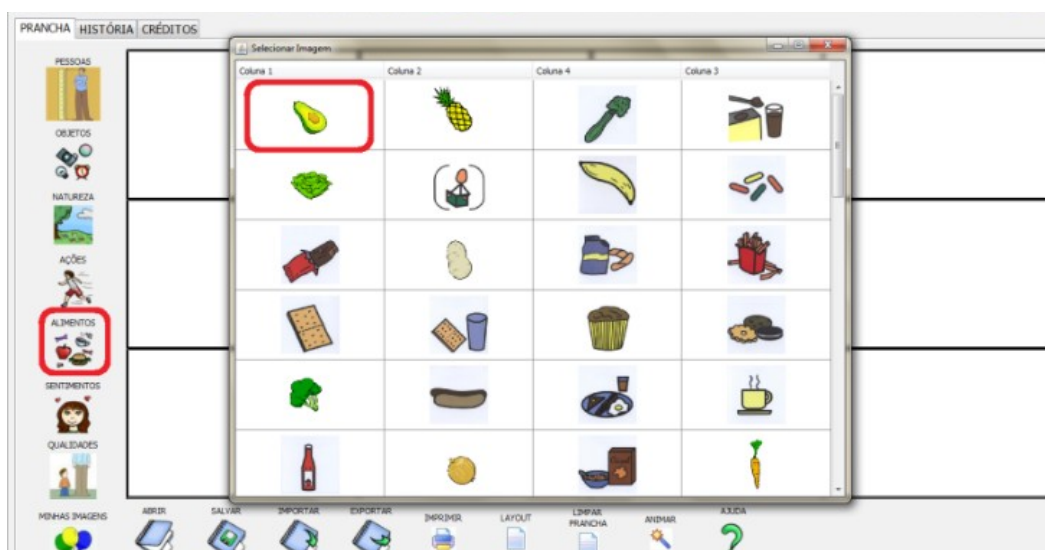 PRANCHA HISTÓRIA CRÉDITOS
Selecionar Imagem
Coluna 1 Coluna 2 Coluna 4 Coluna 3
PESSOAS
OBJETOS
NATUREZA
AÇÕES
ALIMENTOS
SENTIMENTOS
QUALIDADES
MINHAS IMAGENS
ABRIR SALVAR IMPORTAR EXPORTAR IMPRIMIR LAYOUT LIMPAR PRANCHA ANIMAR AJUDA